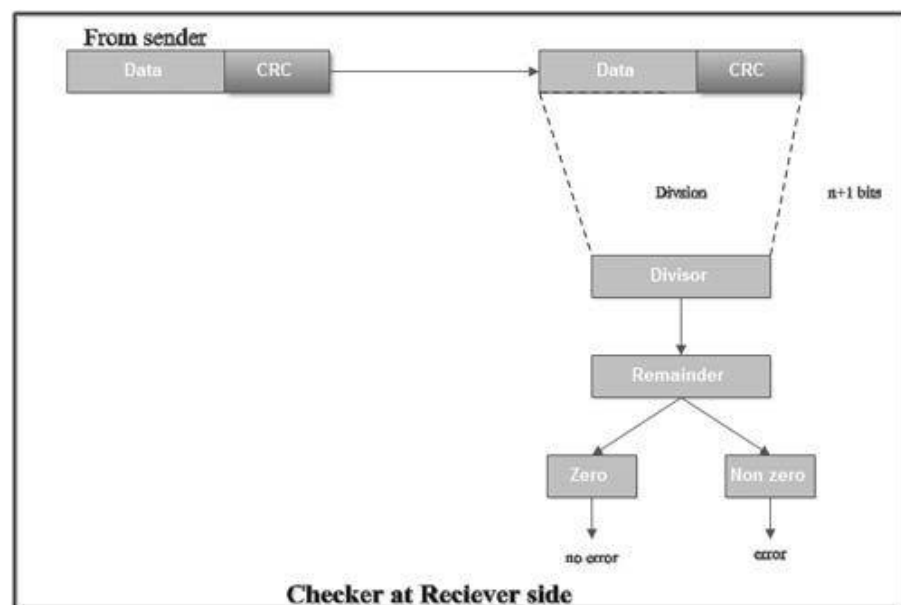 From sender
Data CRC
Data CRC
Divsion
n+1 bits
Divisor
Remainder
Zero
Non zero
no error
error
Checker at Reciever side